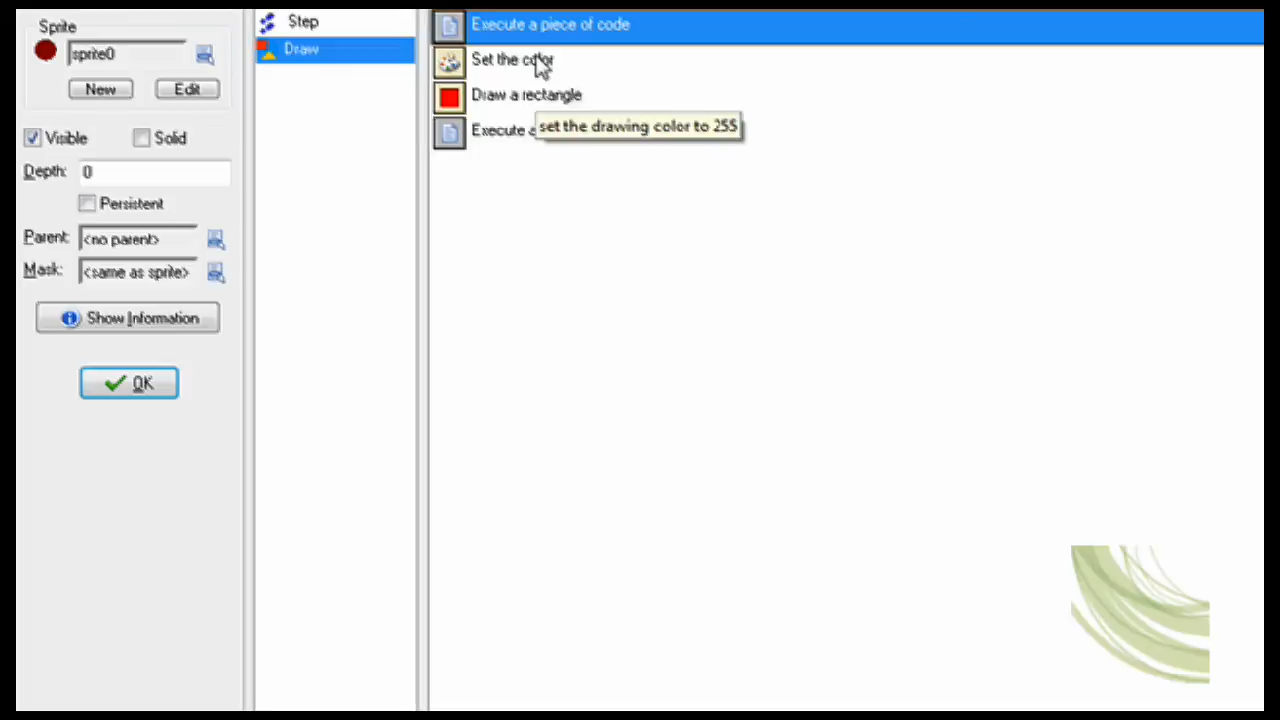 Sprite
sprite0
New
Edit
Visible
Solid
Depth:
0
Persistent
Parent:
<no parent>
Mask:
<same as sprite>
Show Information
OK
Step
Draw
Execute a piece of code
Set the color
Draw a rectangle
Execute a
set the drawing color to 255